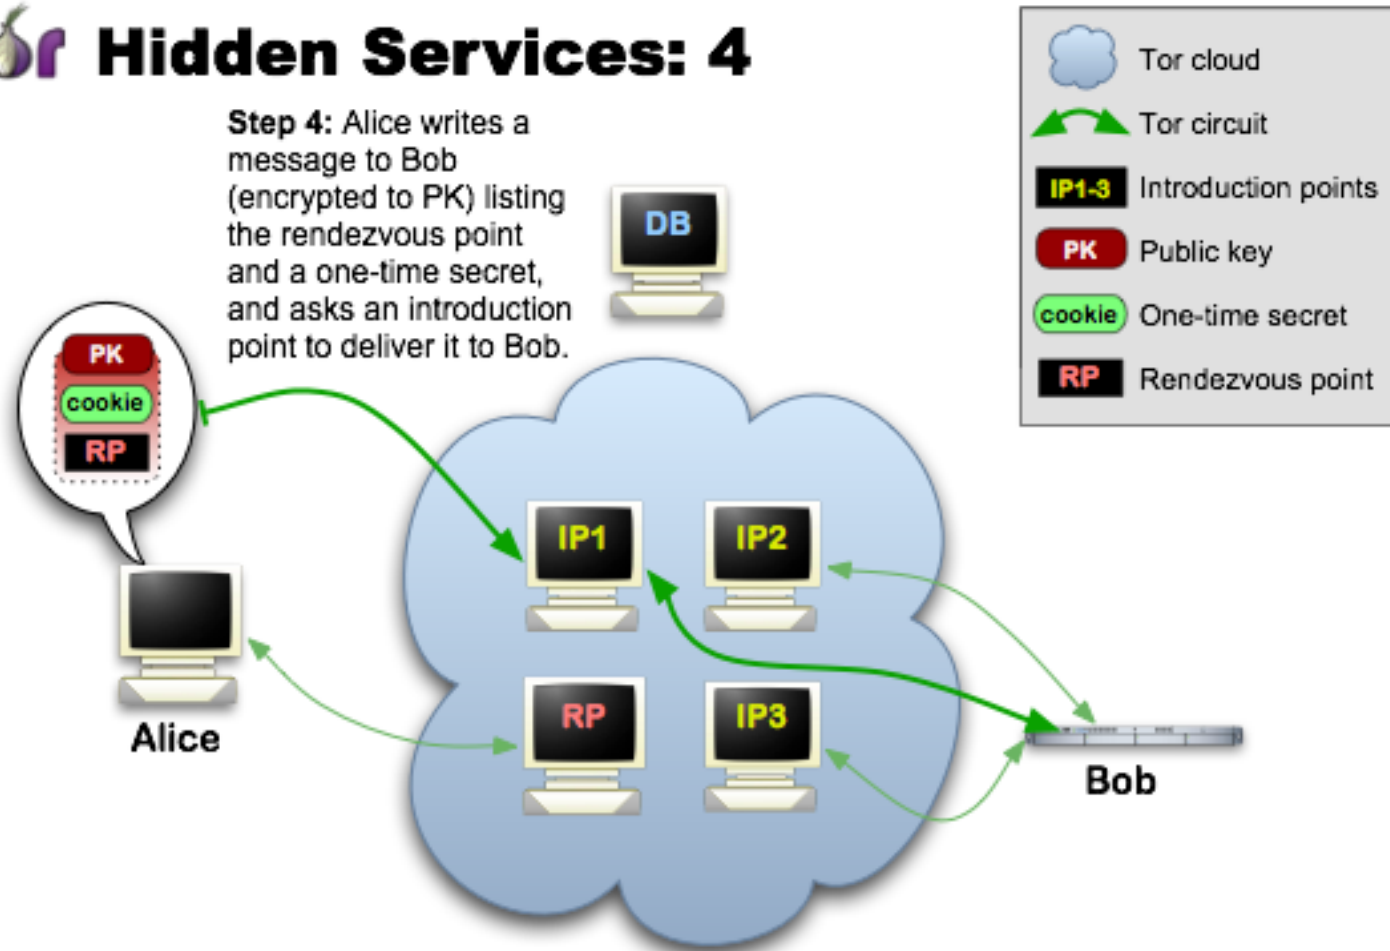 or Hidden Services: 4
Step 4: Alice writes a
message to Bob
(encrypted to PK) listing
the rendezvous point
and a one-time secret,
and asks an introduction
point to deliver it to Bob.
DB
Tor cloud
Tor circuit
IP1-3 Introduction points
PK Public key
cookie One-time secret
RP Rendezvous point
PK
cookie
RP
IP1
IP2
RP
IP3
Alice
Bob